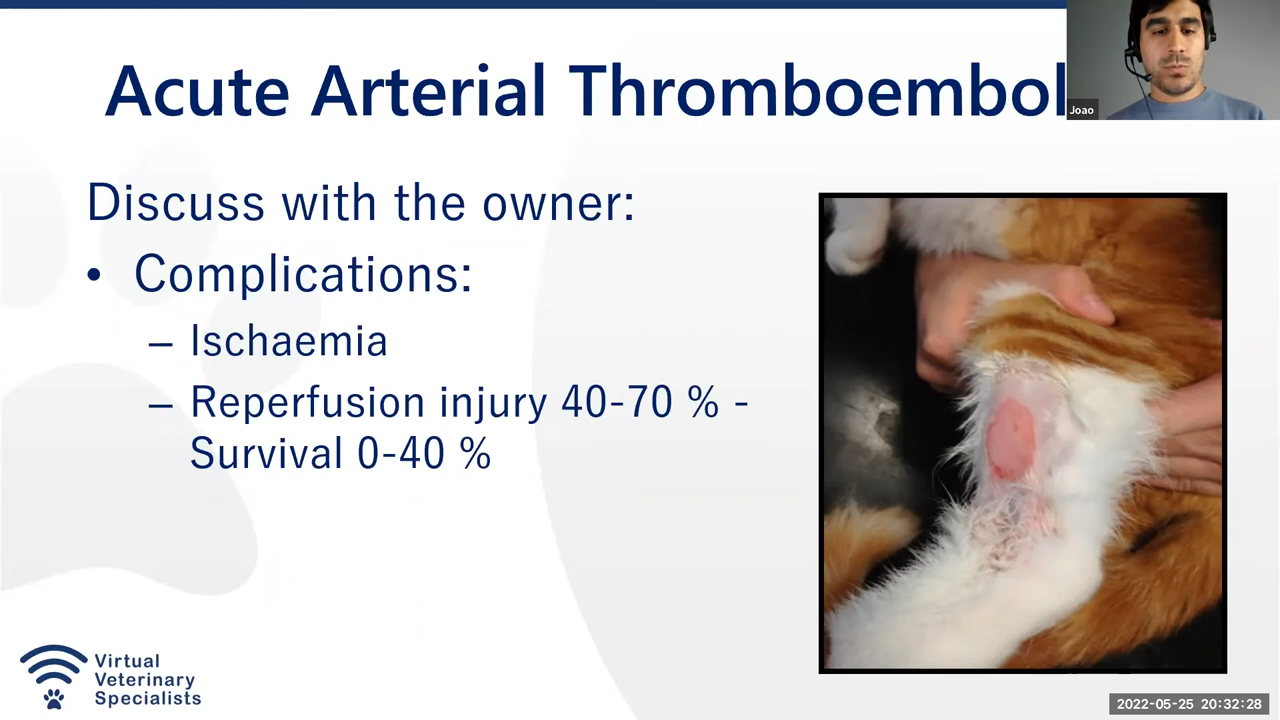 Acute Arterial Thromboembol
Joao
Discuss with the owner:
• Complications:
– Ischaemia
– Reperfusion injury 40-70 % -
Survival 0-40 %
Virtual
Veterinary
Specialists
2022-05-25 20:32:28